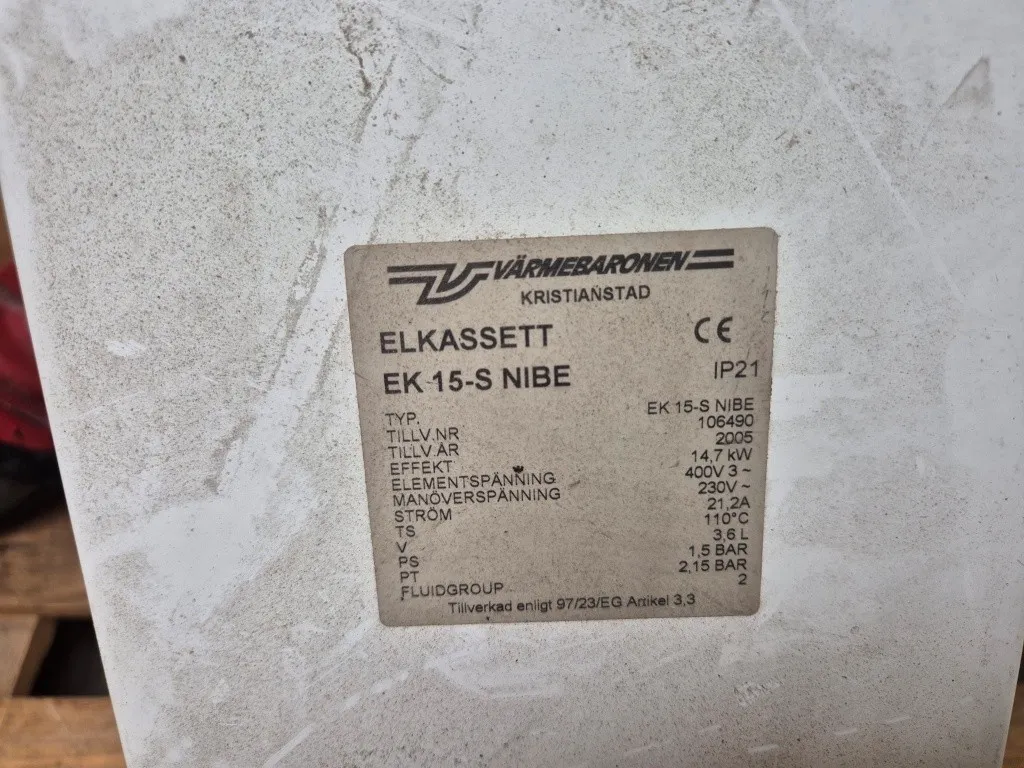 VÄRMEBARONEN
KRISTIANSTAD
ELKASSETT CE
EK 15-S NIBE IP21
TYP. EK 15-S NIBE
TILLV.NR 106490
TILLV.ÅR 2005
EFFEKT 14,7 kW
ELEMENTSPÄNNING 400V 3~
MANÖVERSPÄNNING 230V~
STRÖM 21,2A
TS 110°C
V 3,6 L
PS 1,5 BAR
PT 2,15 BAR
FLUIDGROUP 2
Tillverkad enligt 97/23/EG Artikel 3,3